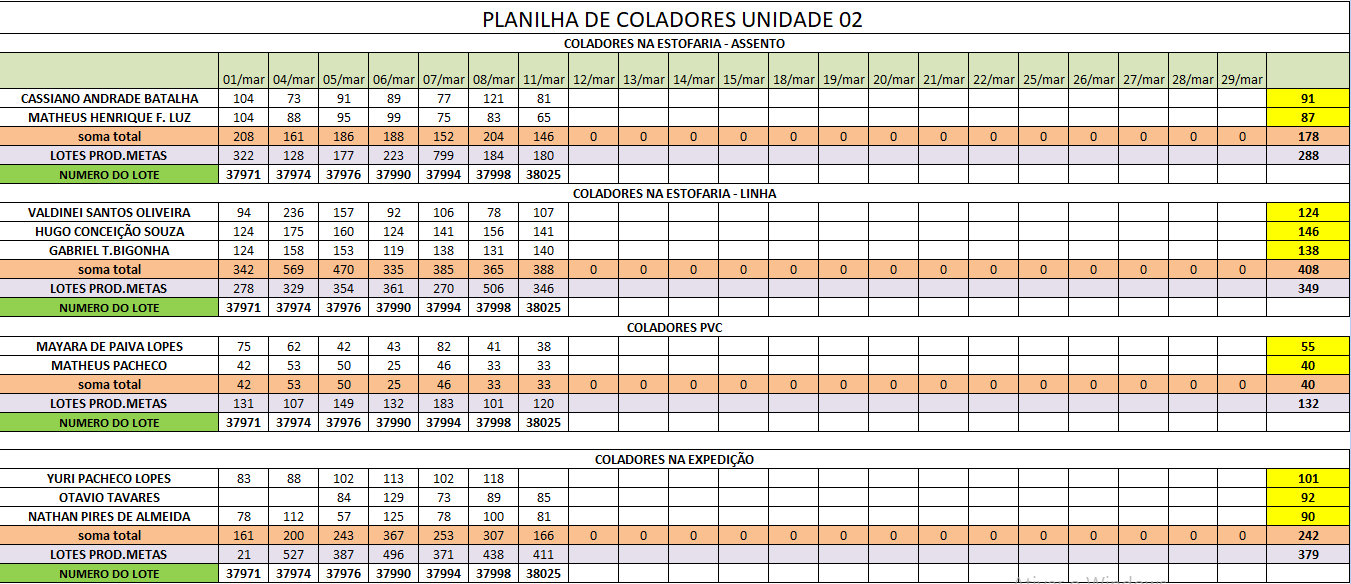 PLANILHA DE COLADORES UNIDADE 02
COLADORES NA ESTOFARIA - ASSENTO
01/mar 04/mar 05/mar 06/mar 07/mar 08/mar 11/mar 12/mar 13/mar 14/mar 15/mar 18/mar 19/mar 20/mar 21/mar 22/mar 25/mar 26/mar 27/mar 28/mar 29/mar
CASSIANO ANDRADE BATALHA 104 73 91 89 77 121 81 91
MATHEUS HENRIQUE F. LUZ 104 88 95 99 75 83 65 87
soma total 208 161 186 188 152 204 146 0 0 0 0 0 0 0 0 0 0 0 0 0 0 178
LOTES PROD.METAS 322 128 177 223 799 184 180 288
NUMERO DO LOTE 37971 37974 37976 37990 37994 37998 38025
COLADORES NA ESTOFARIA - LINHA
VALDINEI SANTOS OLIVEIRA 94 236 157 92 106 78 107 124
HUGO CONCEIÇÃO SOUZA 124 175 160 124 141 156 141 146
GABRIEL T.BIGONHA 124 158 153 119 138 131 140 138
soma total 342 569 470 335 385 365 388 0 0 0 0 0 0 0 0 0 0 0 0 0 0 408
LOTES PROD.METAS 278 329 354 361 270 506 346 349
NUMERO DO LOTE 37971 37974 37976 37990 37994 37998 38025
COLADORES PVC
MAYARA DE PAIVA LOPES 75 62 42 43 82 41 38 55
MATHEUS PACHECO 42 53 50 25 46 33 33 40
soma total 42 53 50 25 46 33 33 0 0 0 0 0 0 0 0 0 0 0 0 0 0 40
LOTES PROD.METAS 131 107 149 132 183 101 120 132
NUMERO DO LOTE 37971 37974 37976 37990 37994 37998 38025
COLADORES NA EXPEDIÇÃO
YURI PACHECO LOPES 83 88 102 113 102 118 101
OTAVIO TAVARES 84 129 73 89 85 92
NATHAN PIRES DE ALMEIDA 78 112 57 125 78 100 81 90
soma total 161 200 243 367 253 307 166 0 0 0 0 0 0 0 0 0 0 0 0 0 0 242
LOTES PROD.METAS 21 527 387 496 371 438 411 379
NUMERO DO LOTE 37971 37974 37976 37990 37994 37998 38025